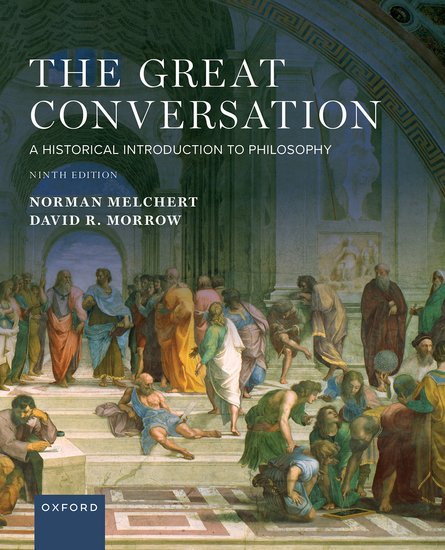 THE GREAT
CONVERSATION
A HISTORICAL INTRODUCTION TO PHILOSOPHY
NINTH EDITION
NORMAN MELCHERT
DAVID R. MORROW
OXFORD